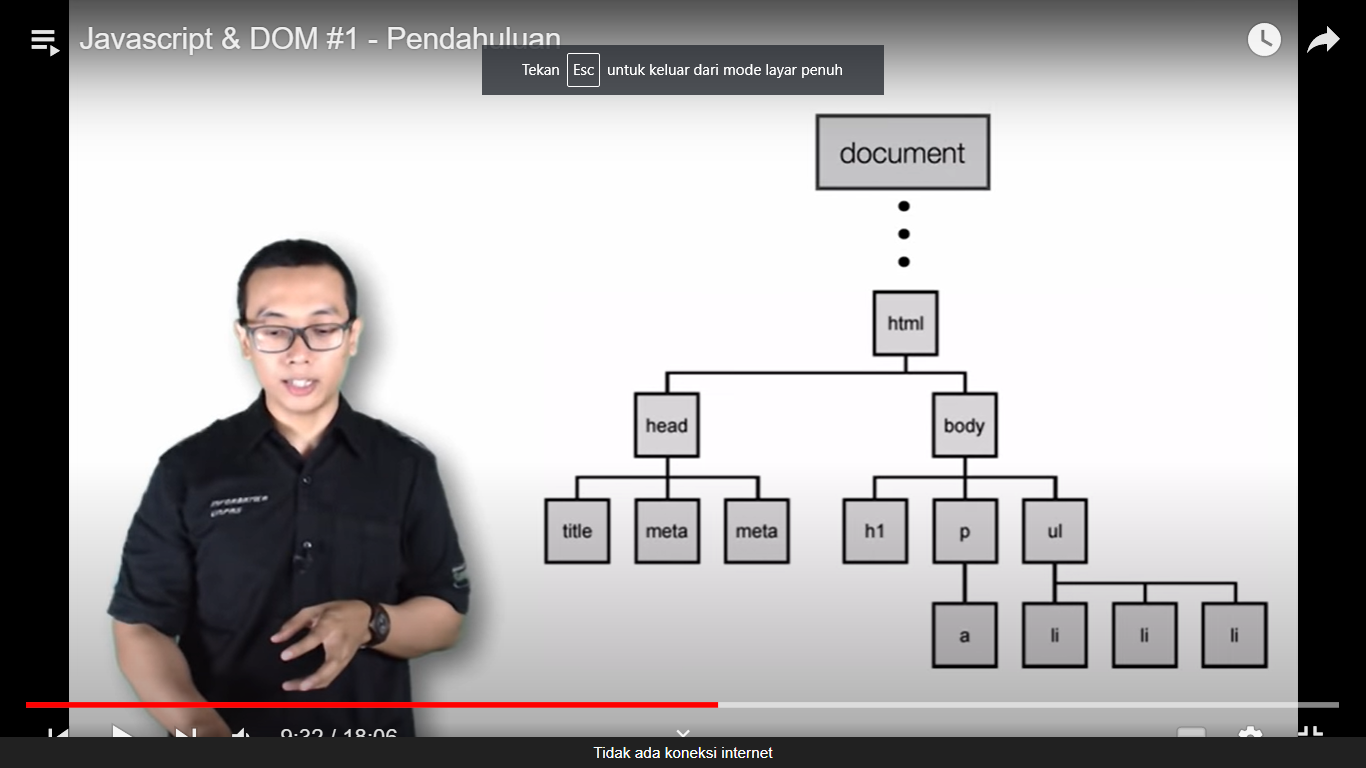 Javascript & DOM #1 - Pendahuluan
Tekan Esc untuk keluar dari mode layar penuh
document
html
head
body
title
meta
meta
h1
p
ul
a
li
li
li
INFORMATIKA
UNPAS
9:32 / 18:06
Tidak ada koneksi internet